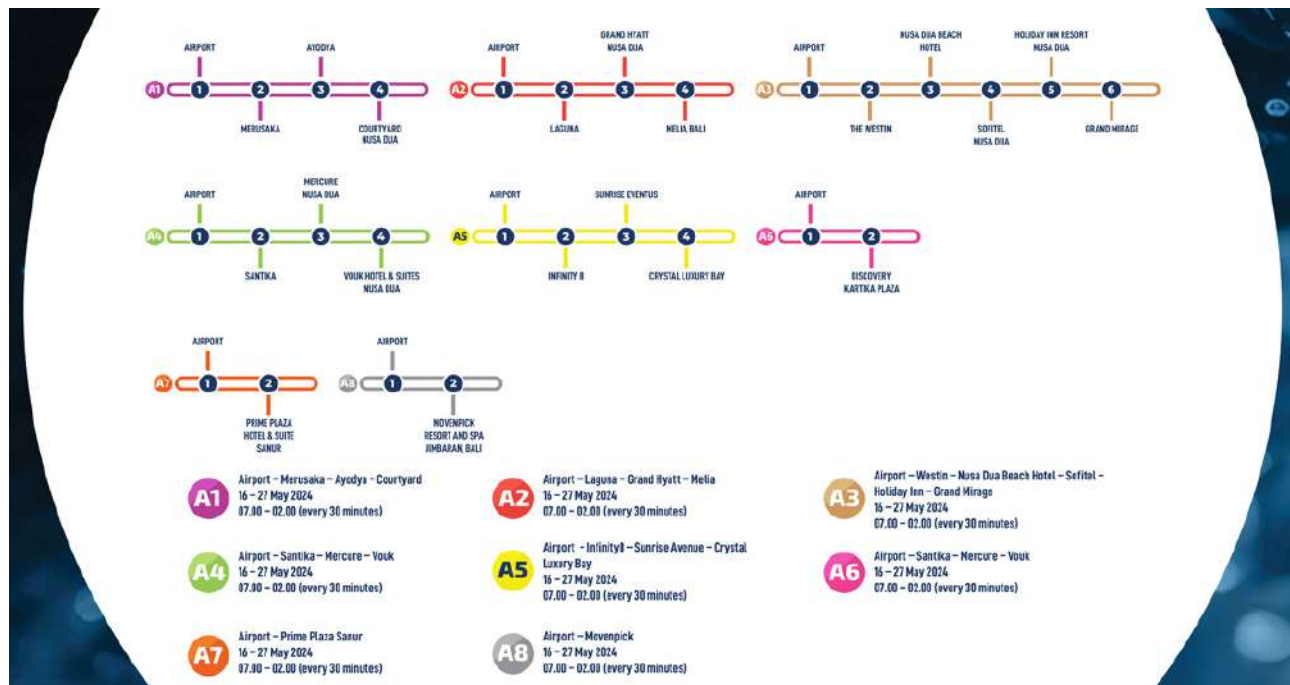 AIRPORT
AYODYA
A1 1 2 3 4
MERUSAKA
COURTYARD
NUSA DUA
AIRPORT
GRAND HYATT
NUSA DUA
A2 1 2 3 4
LAGUNA
MELIA BALI
AIRPORT
NUSA DUA BEACH
HOTEL
HOLIDAY INN RESORT
NUSA DUA
A3 1 2 3 4 5 6
THE WESTIN
SOFITEL
NUSA DUA
GRAND MIRAGE
AIRPORT
MERCURE
NUSA DUA
A4 1 2 3 4
SANTIKA
VOUK HOTEL & SUITES
NUSA DUA
AIRPORT
SUNRISE EVENTUS
A5 1 2 3 4
INFINITY 8
CRYSTAL LUXURY BAY
AIRPORT
A6 1 2
DISCOVERY
KARTIKA PLAZA
AIRPORT
A7 1 2
PRIME PLAZA
HOTEL & SUITE
SANUR
AIRPORT
A8 1 2
MOVENPICK
RESORT AND SPA
JIMBARAN, BALI
A1
Airport – Merusaka – Ayodya – Courtyard
16 – 27 May 2024
07.00 – 02.00 (every 30 minutes)
A2
Airport – Laguna – Grand Hyatt – Melia
16 – 27 May 2024
07.00 – 02.00 (every 30 minutes)
A3
Airport – Westin – Nusa Dua Beach Hotel – Sofitel –
Holiday Inn – Grand Mirage
16 – 27 May 2024
07.00 – 02.00 (every 30 minutes)
A4
Airport – Santika – Mercure – Vouk
16 – 27 May 2024
07.00 – 02.00 (every 30 minutes)
A5
Airport - Infinity8 – Sunrise Avenue – Crystal
Luxury Bay
16 – 27 May 2024
07.00 – 02.00 (every 30 minutes)
A6
Airport – Santika – Mercure – Vouk
16 – 27 May 2024
07.00 – 02.00 (every 30 minutes)
A7
Airport – Prime Plaza Sanur
16 – 27 May 2024
07.00 – 02.00 (every 30 minutes)
A8
Airport – Movenpick
16 – 27 May 2024
07.00 – 02.00 (every 30 minutes)